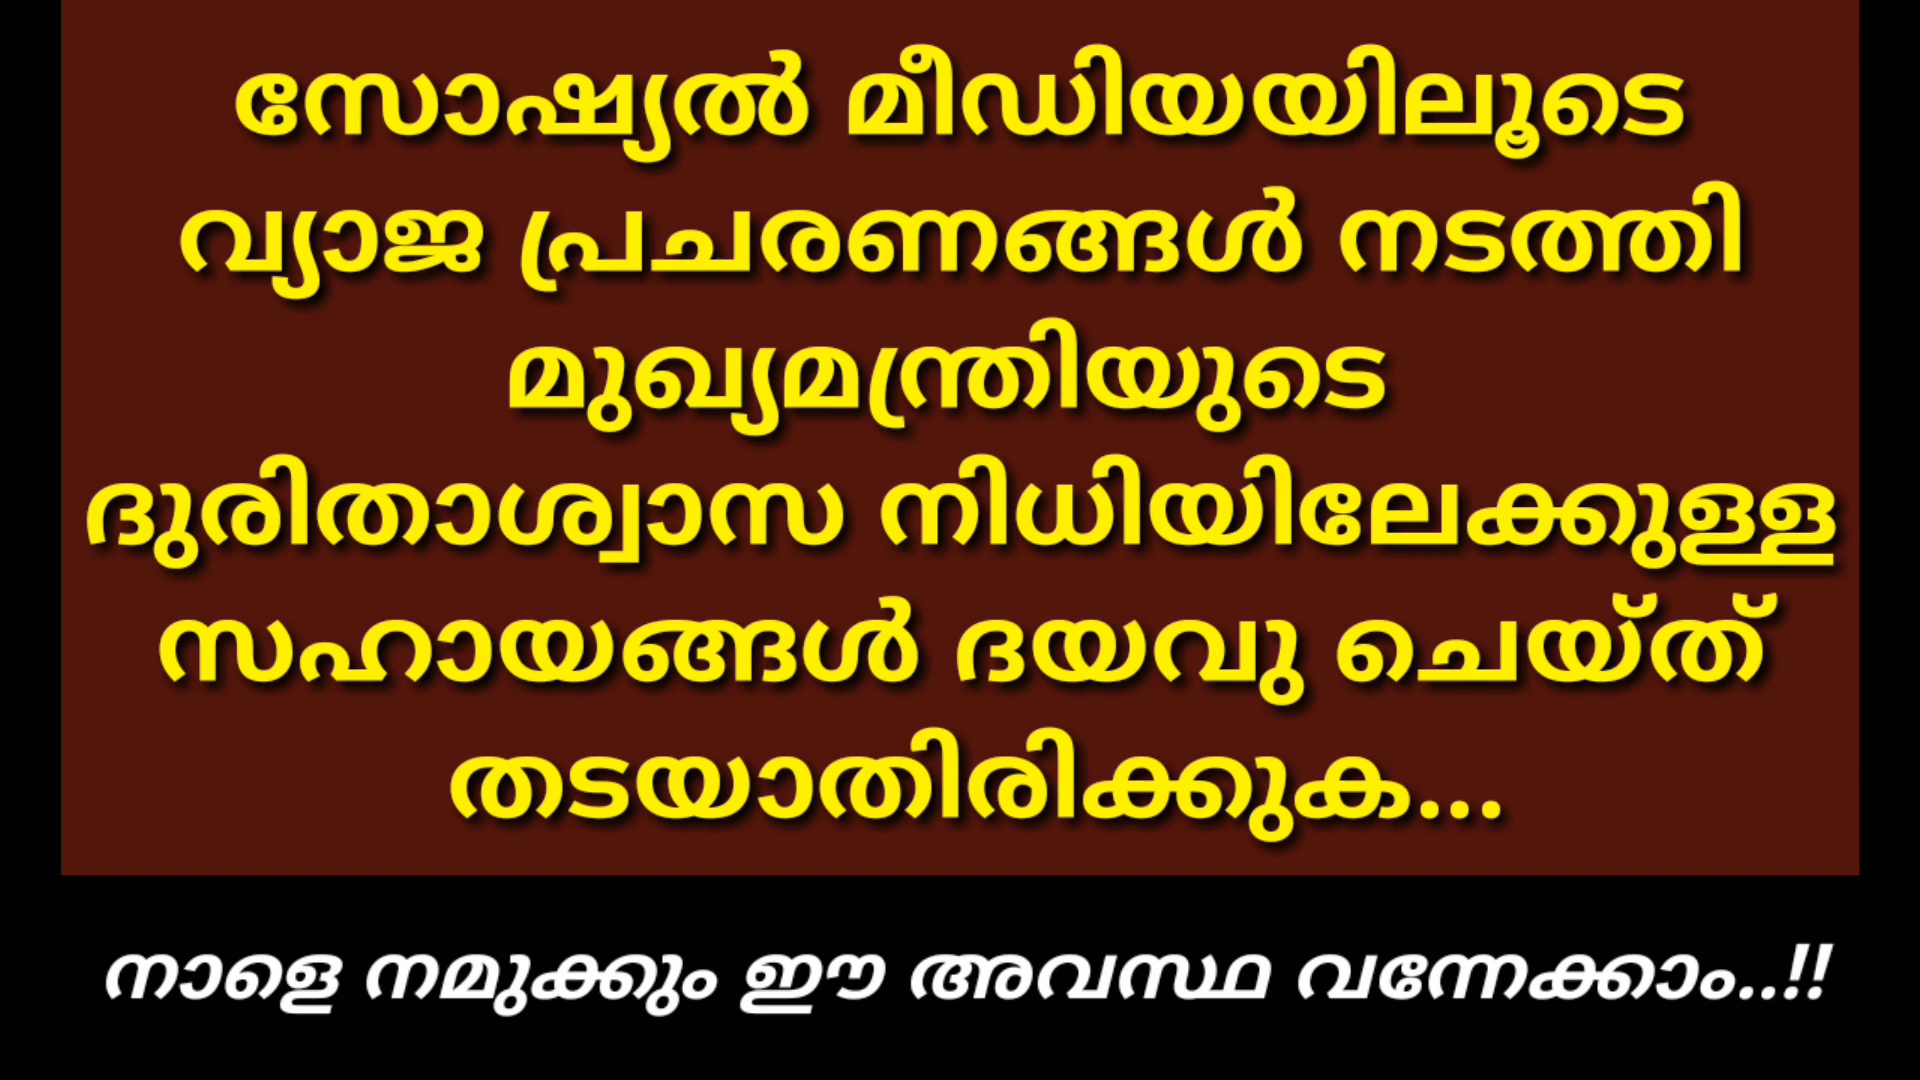 സോഷ്യൽ മീഡിയയിലൂടെ
വ്യാജ പ്രചരണങ്ങൾ നടത്തി
മുഖ്യമന്ത്രിയുടെ
ദുരിതാശ്വാസ നിധിയിലേക്കുള്ള
സഹായങ്ങൾ ദയവു ചെയ്ത്
തടയാതിരിക്കുക...
നാളെ നമുക്കും ഈ അവസ്ഥ വന്നേക്കാം..!!